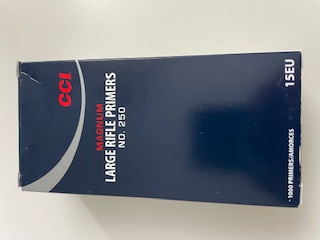 CCI
MAGNUM
LARGE RIFLE PRIMERS
NO. 250
15EU
1000 PRIMERS/AMORCES